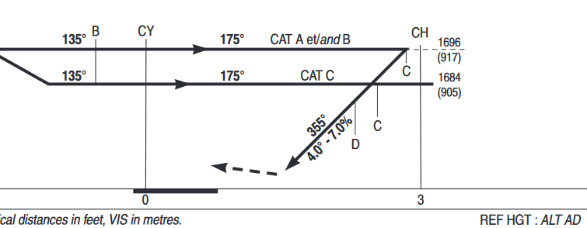 135° B CY 175° CAT A et/and B CH 1696
(917)
135° 175° CAT C C 1684
(905)
355°
4.0° - 7.0%
D C
0 3
cal distances in feet, VIS in metres. REF HGT : ALT AD